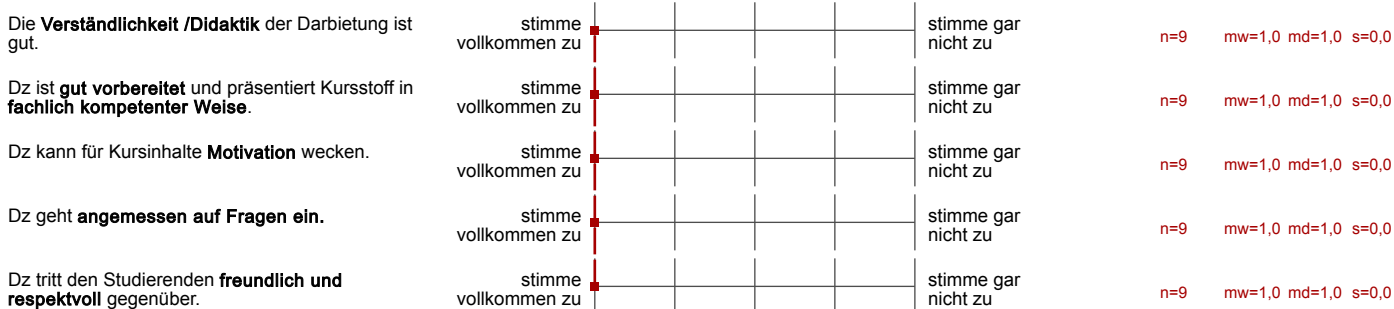 Die Verständlichkeit /Didaktik der Darbietung ist
gut.
stimme
vollkommen zu
stimme gar
nicht zu
n=9 mw=1,0 md=1,0 s=0,0
Dz ist gut vorbereitet und präsentiert Kursstoff in
fachlich kompetenter Weise.
stimme
vollkommen zu
stimme gar
nicht zu
n=9 mw=1,0 md=1,0 s=0,0
Dz kann für Kursinhalte Motivation wecken.
stimme
vollkommen zu
stimme gar
nicht zu
n=9 mw=1,0 md=1,0 s=0,0
Dz geht angemessen auf Fragen ein.
stimme
vollkommen zu
stimme gar
nicht zu
n=9 mw=1,0 md=1,0 s=0,0
Dz tritt den Studierenden freundlich und
respektvoll gegenüber.
stimme
vollkommen zu
stimme gar
nicht zu
n=9 mw=1,0 md=1,0 s=0,0